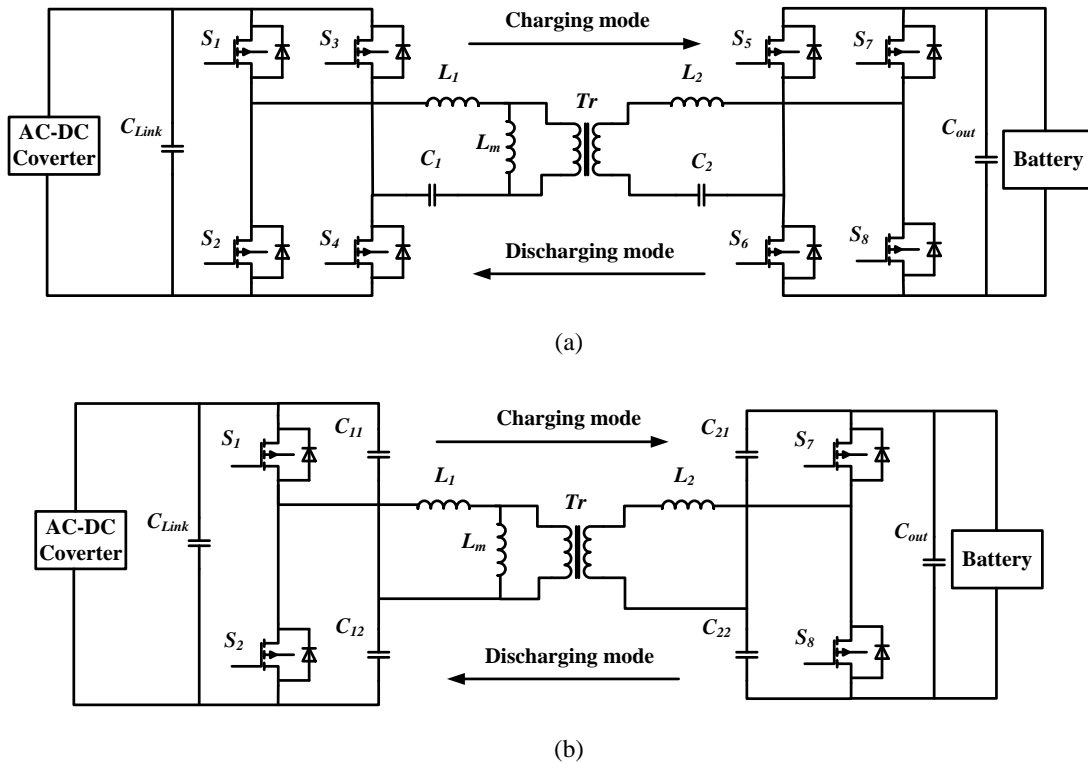 Charging mode
S1
S3
S5
S7
L1
L2
Tr
CLink
AC-DC
Coverter
Lm
C1
C2
Cout
Battery
S2
S4
S6
S8
Discharging mode
(a)
Charging mode
S1
C11
C21
S7
L1
L2
Tr
CLink
AC-DC
Coverter
Lm
Cout
Battery
S2
C12
C22
S8
Discharging mode
(b)